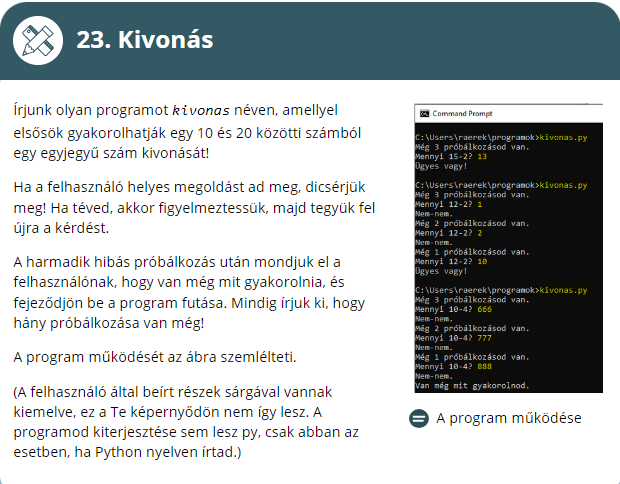 23. Kivonás
Írjunk olyan programot kivonas néven, amellyel
elsősök gyakorolhatják egy 10 és 20 közötti számból
egy egyjegyű szám kivonását!
Ha a felhasználó helyes megoldást ad meg, dicsérjük
meg! Ha téved, akkor figyelmeztessük, majd tegyük fel
újra a kérdést.
A harmadik hibás próbálkozás után mondjuk el a
felhasználónak, hogy van még mit gyakorolnia, és
fejeződjön be a program futása. Mindig írjuk ki, hogy
hány próbálkozása van még!
A program működését az ábra szemlélteti.
(A felhasználó által beírt részek sárgával vannak
kiemelve, ez a Te képernyődön nem így lesz. A
programod kiterjesztése sem lesz py, csak abban az
esetben, ha Python nyelven írtad.)
Command Prompt
C:\Users\raerek\programok>kivonas.py
Még 3 próbálkozásod van.
Mennyi 15-2? 13
Ügyes vagy!
C:\Users\raerek\programok>kivonas.py
Még 3 próbálkozásod van.
Mennyi 12-2? 1
Nem-nem.
Még 2 próbálkozásod van.
Mennyi 12-2? 2
Nem-nem.
Még 1 próbálkozásod van.
Mennyi 12-2? 10
Ügyes vagy!
C:\Users\raerek\programok>kivonas.py
Még 3 próbálkozásod van.
Mennyi 10-4? 666
Nem-nem.
Még 2 próbálkozásod van.
Mennyi 10-4? 777
Nem-nem.
Még 1 próbálkozásod van.
Mennyi 10-4? 888
Nem-nem.
Van még mit gyakorolnod.
A program működése